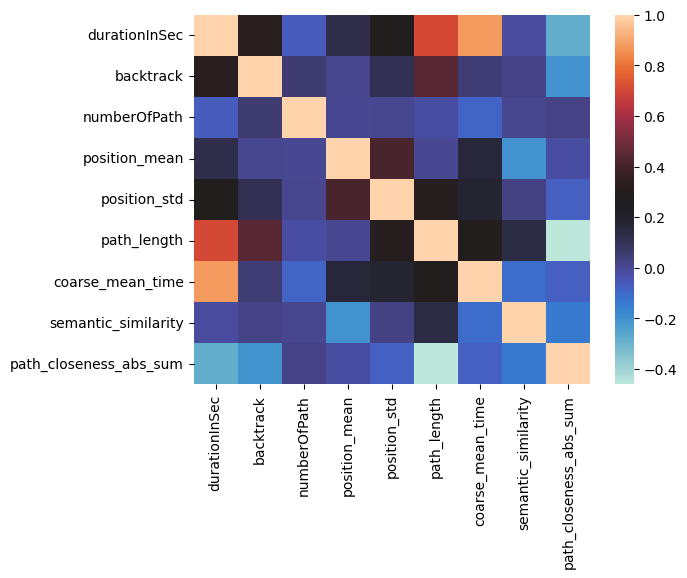 durationInSec
backtrack
numberOfPath
position_mean
position_std
path_length
coarse_mean_time
semantic_similarity
path_closeness_abs_sum
durationInSec
backtrack
numberOfPath
position_mean
position_std
path_length
coarse_mean_time
semantic_similarity
path_closeness_abs_sum
1.0
0.8
0.6
0.4
0.2
0.0
−0.2
−0.4